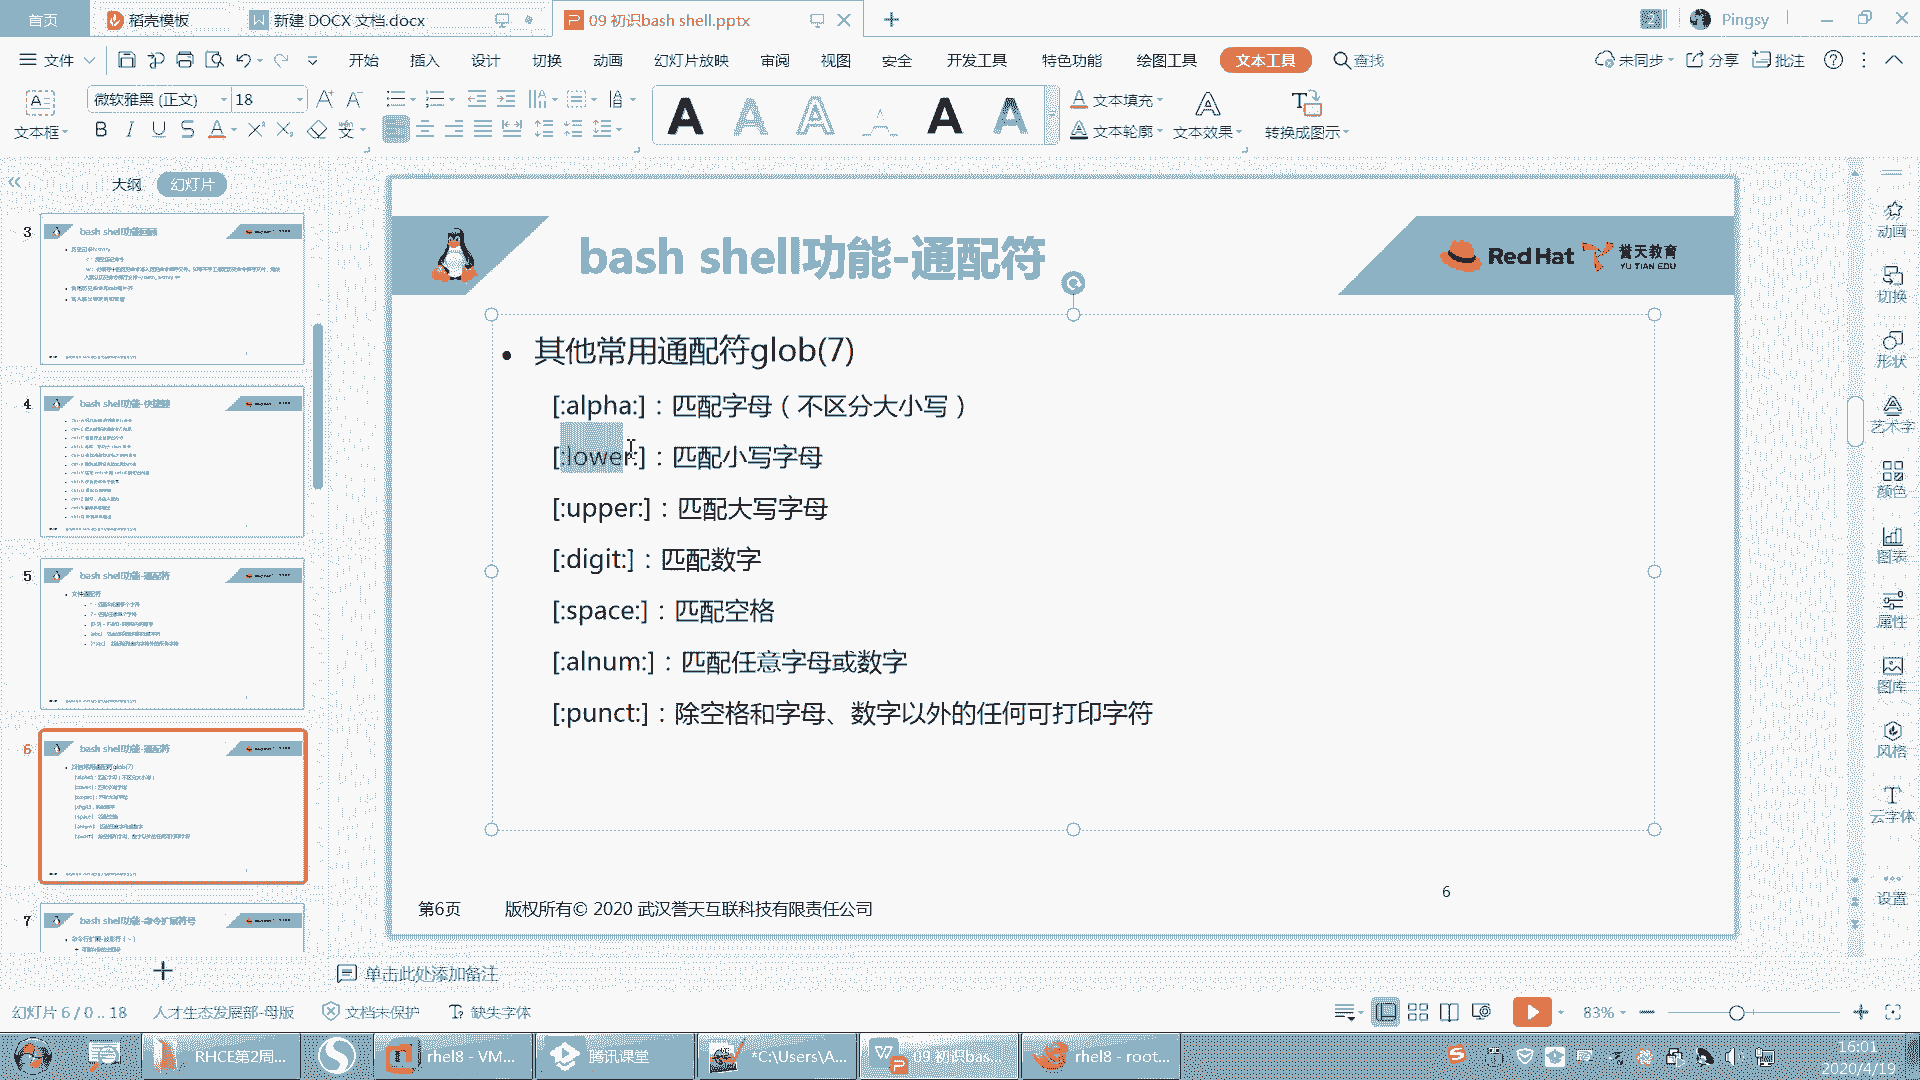 首页
稻壳模板
新建 DOCX 文档.docx
09 初识bash shell.pptx
Pingsy
文件
开始
插入
设计
切换
动画
幻灯片放映
审阅
视图
安全
开发工具
特色功能
绘图工具
文本工具
查找
未同步
分享
批注
文本框
微软雅黑 (正文)
18
文本填充
文本轮廓
文本效果
转换成图示
大纲
幻灯片
3
4
bash shell功能-快捷键
5
bash shell功能-通配符
文件通配符
6
bash shell功能-通配符
其他常用通配符glob(7)
7
bash shell功能-命令扩展符号
bash shell功能-通配符
Red Hat
誉天教育
YU TIAN EDU
• 其他常用通配符glob(7)
[:alpha:]：匹配字母（不区分大小写）
[:lower:]：匹配小写字母
[:upper:]：匹配大写字母
[:digit:]：匹配数字
[:space:]：匹配空格
[:alnum:]：匹配任意字母或数字
[:punct:]：除空格和字母、数字以外的任何可打印字符
6
第6页
版权所有© 2020 武汉誉天互联科技有限责任公司
单击此处添加备注
动画
切换
形状
艺术字
颜色
图表
属性
图库
风格
云字体
设置
幻灯片 6 / 0 .. 18
人才生态发展部-母版
文档未保护
缺失字体
83%
RHCE第2周...
rhel8 - VM...
腾讯课堂
*C:\Users\A...
09 初识bas...
rhel8 - root...
16:01
2020/4/19